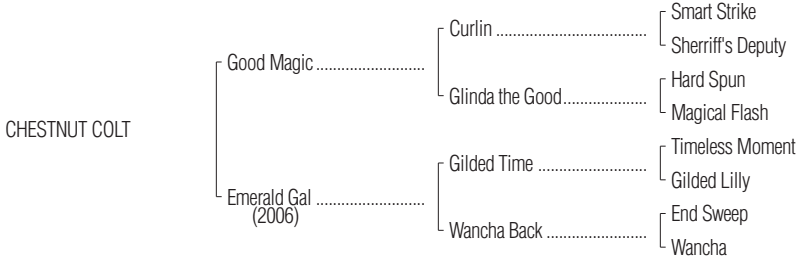 Smart Strike
Curlin ..................................
Sherriff's Deputy
Good Magic ........................
Hard Spun
Glinda the Good...................
Magical Flash
CHESTNUT COLT
Timeless Moment
Gilded Time ........................
Gilded Lilly
Emerald Gal ........................
(2006)
End Sweep
Wancha Back ......................
Wancha